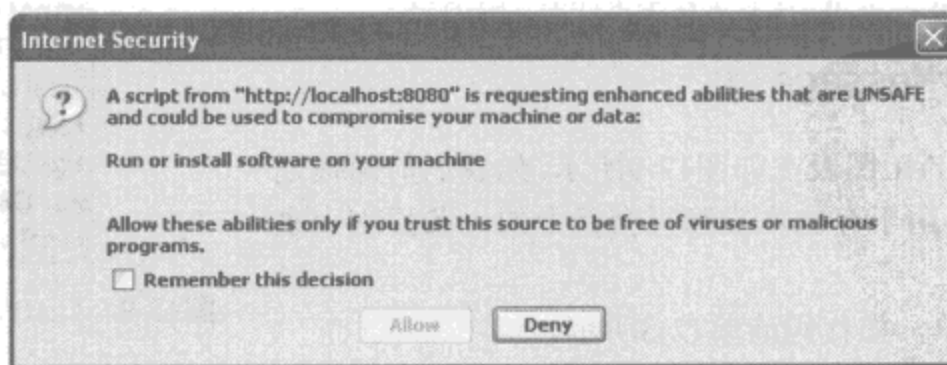 Internet Security
A script from "http://localhost:8080" is requesting enhanced abilities that are UNSAFE
and could be used to compromise your machine or data:
Run or install software on your machine
Allow these abilities only if you trust this source to be free of viruses or malicious
programs.
Remember this decision
Allow
Deny